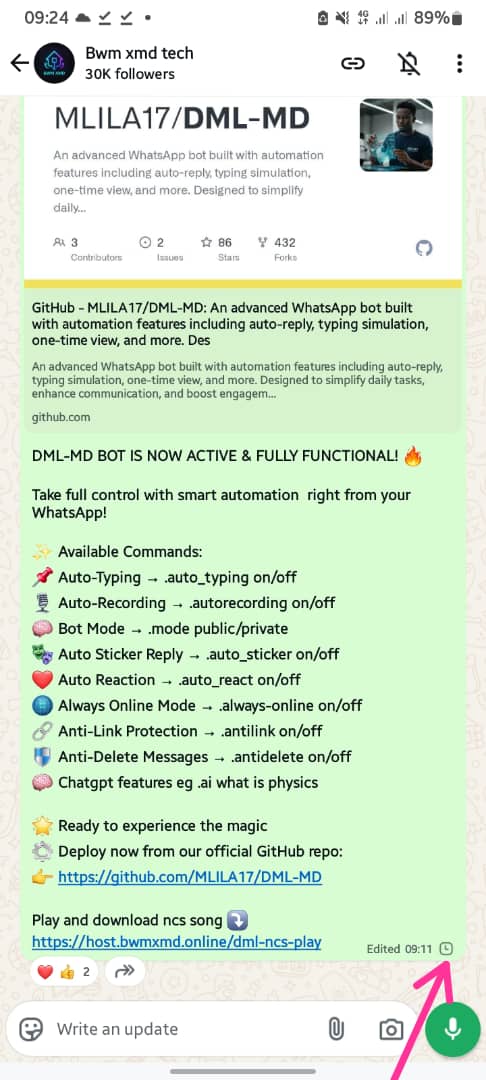 09:24
4G
89%
Bwm xmd tech
30K followers
BWM XMD
MLILA17/DML-MD
An advanced WhatsApp bot built with automation
features including auto-reply, typing simulation,
one-time view, and more. Designed to simplify
daily...
3
Contributors
2
Issues
86
Stars
432
Forks
GitHub - MLILA17/DML-MD: An advanced WhatsApp bot built
with automation features including auto-reply, typing simulation,
one-time view, and more. Des
An advanced WhatsApp bot built with automation features including auto-reply,
typing simulation, one-time view, and more. Designed to simplify daily tasks,
enhance communication, and boost engagem...
github.com
DML-MD BOT IS NOW ACTIVE & FULLY FUNCTIONAL! 🔥
Take full control with smart automation  right from your
WhatsApp!
✨ Available Commands:
📌 Auto-Typing → .auto_typing on/off
🎙️ Auto-Recording → .autorecording on/off
🧠 Bot Mode → .mode public/private
🎭 Auto Sticker Reply → .auto_sticker on/off
❤️ Auto Reaction → .auto_react on/off
🌐 Always Online Mode → .always-online on/off
🔗 Anti-Link Protection → .antilink on/off
🛡️ Anti-Delete Messages → .antidelete on/off
🧠 Chatgpt features eg .ai what is physics
🌟 Ready to experience the magic
⚙️ Deploy now from our official GitHub repo:
👉 https://github.com/MLILA17/DML-MD
Play and download ncs song ⤵️
https://host.bwmxmd.online/dml-ncs-play
Edited 09:11
❤️ 👍 2
Write an update